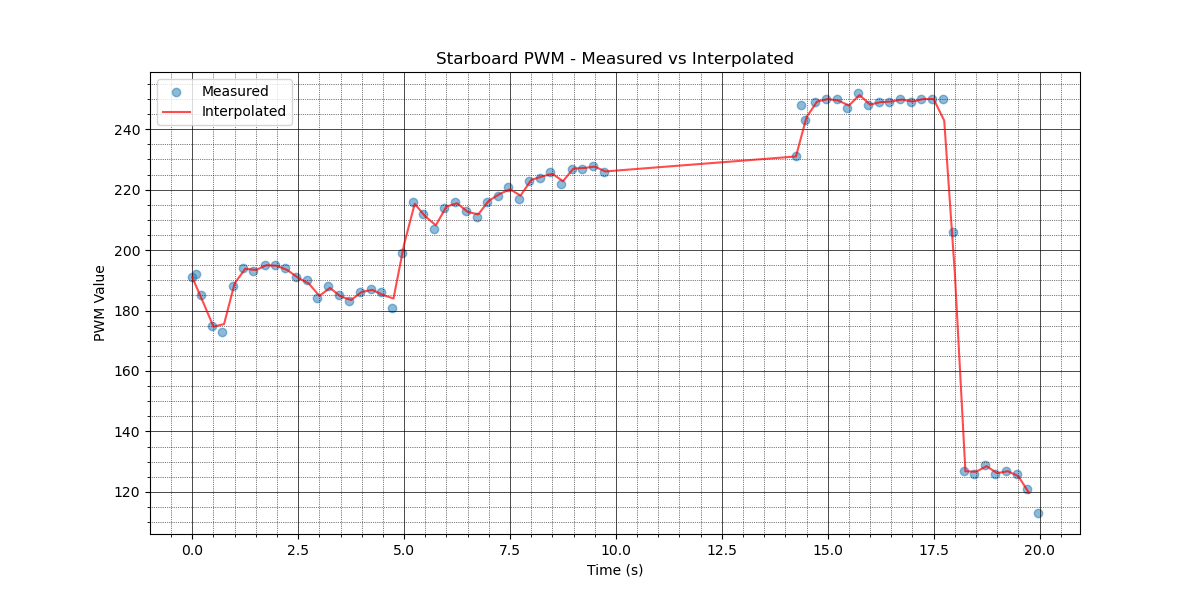 Starboard PWM - Measured vs Interpolated
Measured
Interpolated
PWM Value
240
220
200
180
160
140
120
0.0 2.5 5.0 7.5 10.0 12.5 15.0 17.5 20.0
Time (s)